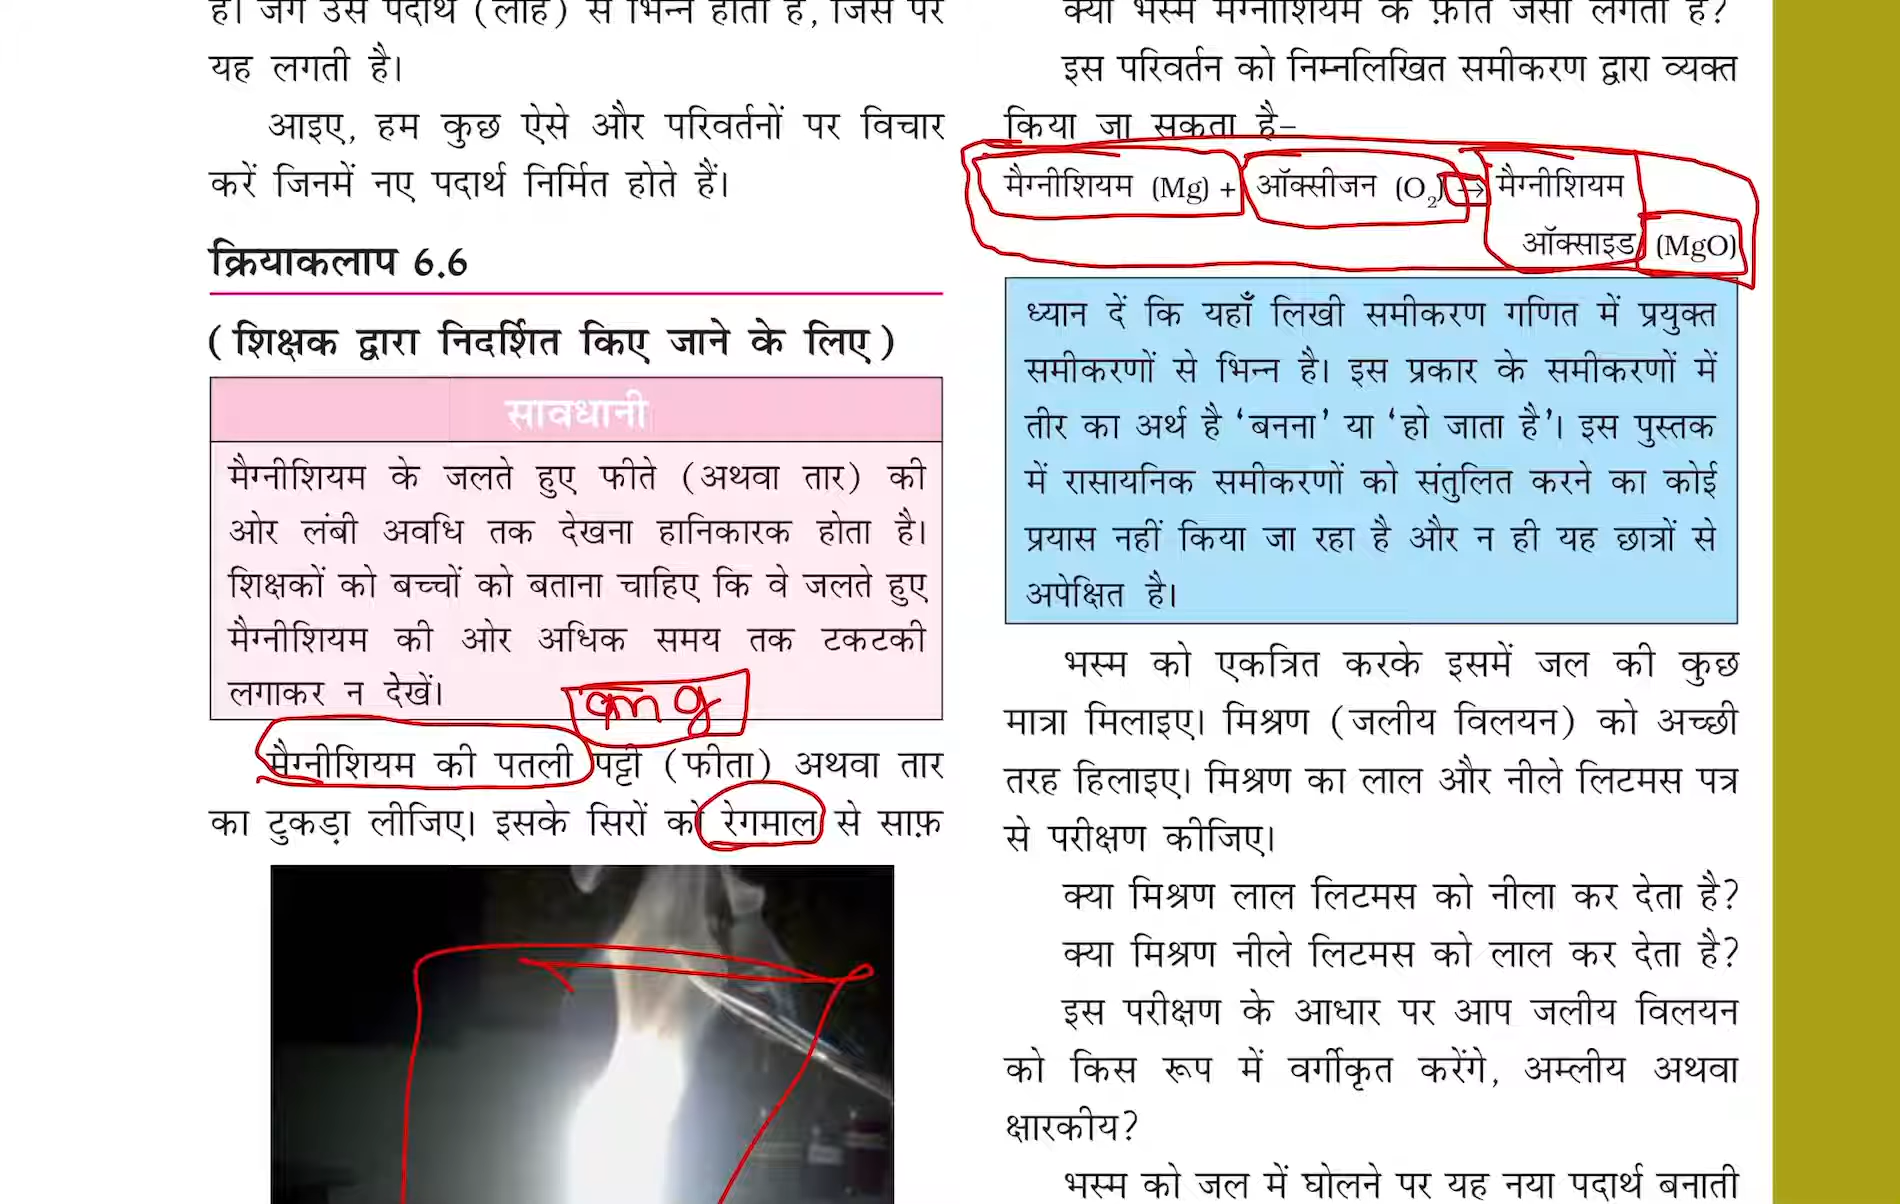 है। जंग उस पदार्थ (लोहे) से भिन्न होता है, जिस पर
यह लगती है।
आइए, हम कुछ ऐसे और परिवर्तनों पर विचार
करें जिनमें नए पदार्थ निर्मित होते हैं।
क्रियाकलाप 6.6
(शिक्षक द्वारा निदर्शित किए जाने के लिए)
सावधानी
मैग्नीशियम के जलते हुए फीते (अथवा तार) की
ओर लंबी अवधि तक देखना हानिकारक होता है।
शिक्षकों को बच्चों को बताना चाहिए कि वे जलते हुए
मैग्नीशियम की ओर अधिक समय तक टकटकी
लगाकर न देखें।
मैग्नीशियम की पतली पट्टी (फीता) अथवा तार
का टुकड़ा लीजिए। इसके सिरों को रेगमाल से साफ़
क्या भस्म मैग्नीशियम के फ़ीते जैसी लगती है?
इस परिवर्तन को निम्नलिखित समीकरण द्वारा व्यक्त
किया जा सकता है–
मैग्नीशियम (Mg) + ऑक्सीजन (O₂) → मैग्नीशियम
ऑक्साइड (MgO)
ध्यान दें कि यहाँ लिखी समीकरण गणित में प्रयुक्त
समीकरणों से भिन्न है। इस प्रकार के समीकरणों में
तीर का अर्थ है ‘बनना’ या ‘हो जाता है’। इस पुस्तक
में रासायनिक समीकरणों को संतुलित करने का कोई
प्रयास नहीं किया जा रहा है और न ही यह छात्रों से
अपेक्षित है।
भस्म को एकत्रित करके इसमें जल की कुछ
मात्रा मिलाइए। मिश्रण (जलीय विलयन) को अच्छी
तरह हिलाइए। मिश्रण का लाल और नीले लिटमस पत्र
से परीक्षण कीजिए।
क्या मिश्रण लाल लिटमस को नीला कर देता है?
क्या मिश्रण नीले लिटमस को लाल कर देता है?
इस परीक्षण के आधार पर आप जलीय विलयन
को किस रूप में वर्गीकृत करेंगे, अम्लीय अथवा
क्षारकीय?
भस्म को जल में घोलने पर यह नया पदार्थ बनाती